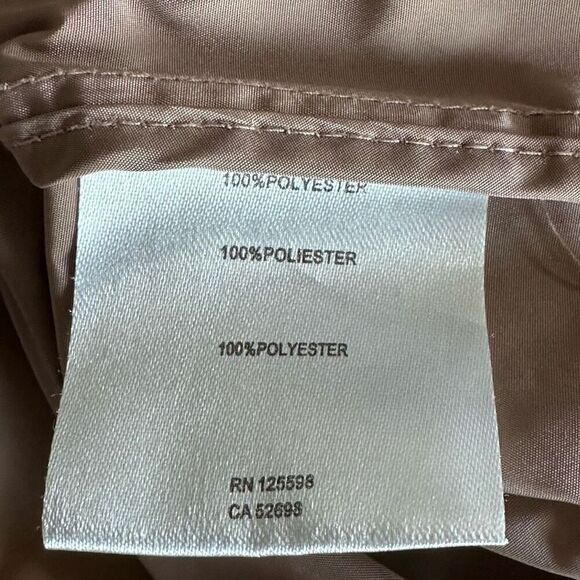 100%POLYESTER
100%POLIESTER
100%POLYESTER
RN 125598
CA 52698